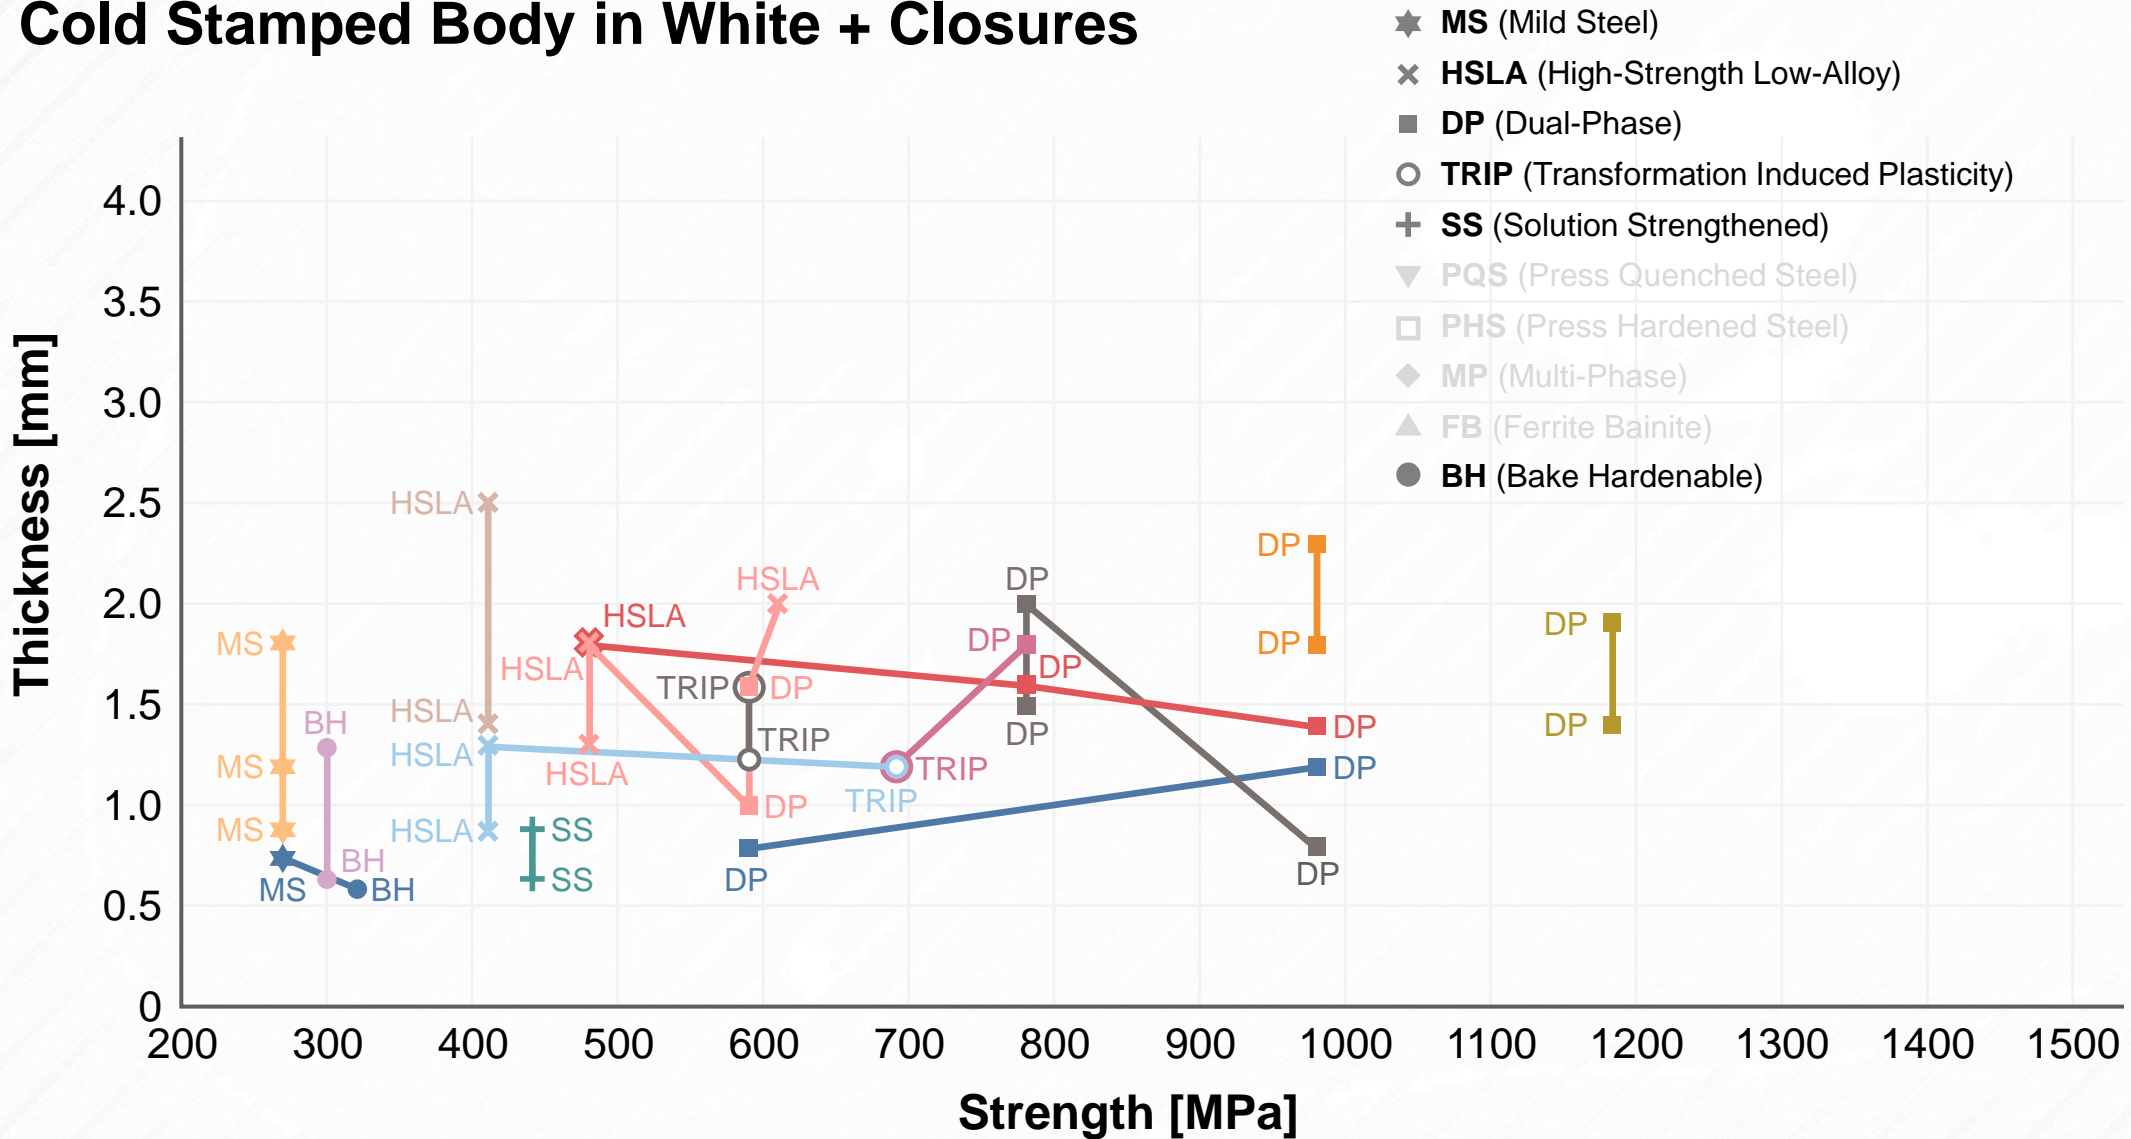 Cold Stamped Body in White + Closures
MS (Mild Steel)
HSLA (High-Strength Low-Alloy)
DP (Dual-Phase)
TRIP (Transformation Induced Plasticity)
SS (Solution Strengthened)
PQS (Press Quenched Steel)
PHS (Press Hardened Steel)
MP (Multi-Phase)
FB (Ferrite Bainite)
BH (Bake Hardenable)
Thickness [mm]
4.0
3.5
3.0
2.5
2.0
1.5
1.0
0.5
0
HSLA
DP
HSLA
DP
HSLA
DP
MS
DP
DP
DP
HSLA
DP
TRIP
DP
HSLA
BH
DP
DP
DP
TRIP
HSLA
MS
HSLA
TRIP
DP
TRIP
DP
MS
HSLA
SS
BH
DP
SS
DP
MS
BH
200 300 400 500 600 700 800 900 1000 1100 1200 1300 1400 1500
Strength [MPa]